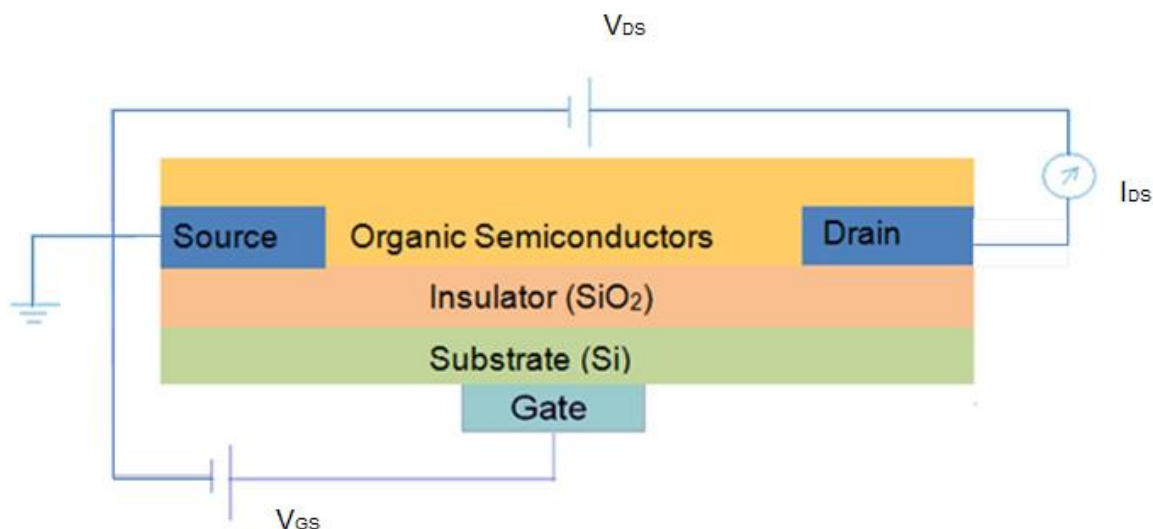 VDS
IDS
Source
Organic Semiconductors
Drain
Insulator (SiO2)
Substrate (Si)
Gate
VGS